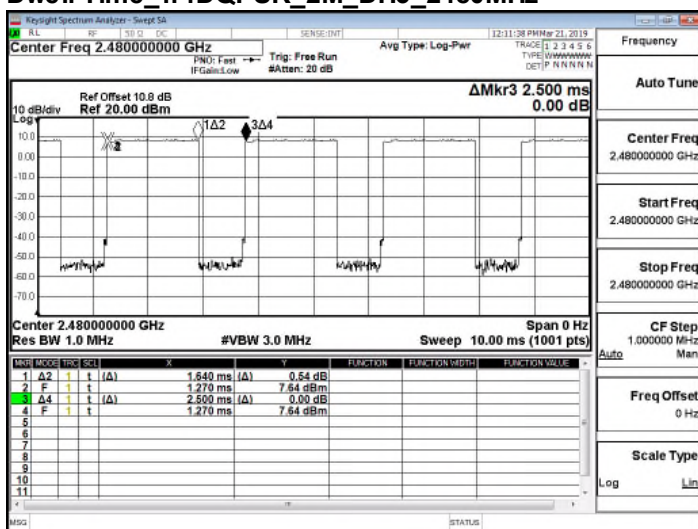 Keysight Spectrum Analyzer - Swept SA
RL RF 50 Ω DC SENSE:INT 12:11:38 PM Mar 21, 2019
Center Freq 2.480000000 GHz
PNO: Fast
IFGain:Low
Trig: Free Run
#Atten: 20 dB
Avg Type: Log-Pwr
TRACE 1 2 3 4 5 6
TYPE WWWWWW
DET P N N N N N
Ref Offset 10.8 dB
Ref 20.00 dBm
10 dB/div
Log
ΔMkr3 2.500 ms
0.00 dB
1Δ2
3Δ4
10.0
0.00
-10.0
-20.0
-30.0
-40.0
-50.0
-60.0
-70.0
Center 2.480000000 GHz Span 0 Hz
Res BW 1.0 MHz #VBW 3.0 MHz Sweep 10.00 ms (1001 pts)
MKR MODE TRC SCL X Y FUNCTION FUNCTION WIDTH FUNCTION VALUE
1 Δ2 1 t (Δ) 1.640 ms (Δ) 0.54 dB
2 F 1 t 1.270 ms 7.64 dBm
3 Δ4 1 t (Δ) 2.500 ms (Δ) 0.00 dB
4 F 1 t 1.270 ms 7.64 dBm
5
6
7
8
9
10
11
MSG STATUS
Frequency
Auto Tune
Center Freq
2.480000000 GHz
Start Freq
2.480000000 GHz
Stop Freq
2.480000000 GHz
CF Step
1.000000 MHz
Auto Man
Freq Offset
0 Hz
Scale Type
Log Lin